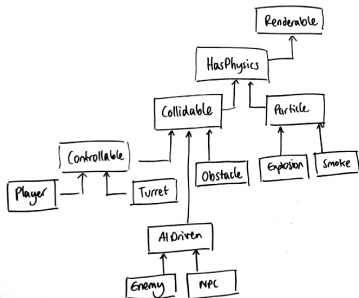 Renderable
HasPhysics
Collidable
Particle
Controllable
Obstacle
Explosion
Smoke
Player
Turret
AIDriven
Enemy
NPC